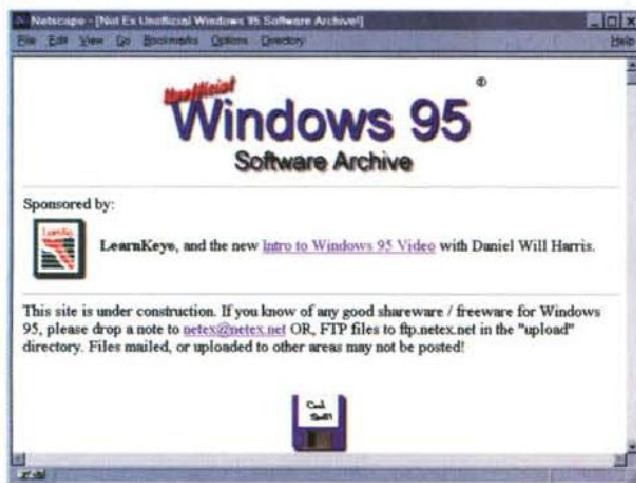 Netscape - [Net Ex Unofficial Windows 95 Software Archive!]
File Edit View Go Bookmarks Options Directory Help
Unofficial
Windows 95 ®
Software Archive
Sponsored by:
LearnKeye, and the new Intro to Windows 95 Video with Daniel Will Harris.
This site is under construction. If you know of any good shareware / freeware for Windows
95, please drop a note to netex@netex.net OR, FTP files to ftp.netex.net in the "upload"
directory. Files mailed, or uploaded to other areas may not be posted!
Cool
Stuff